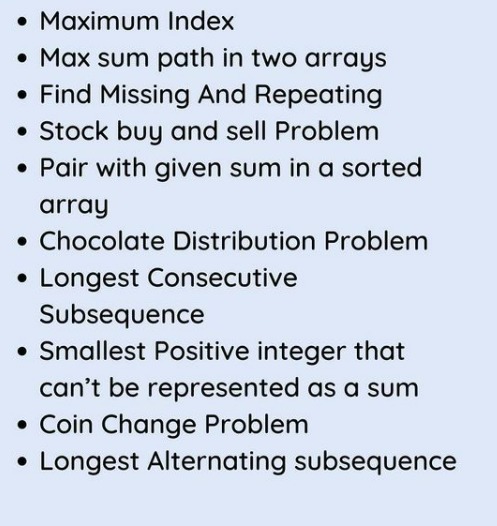 • Maximum Index
• Max sum path in two arrays
• Find Missing And Repeating
• Stock buy and sell Problem
• Pair with given sum in a sorted
array
• Chocolate Distribution Problem
• Longest Consecutive
Subsequence
• Smallest Positive integer that
can't be represented as a sum
• Coin Change Problem
• Longest Alternating subsequence